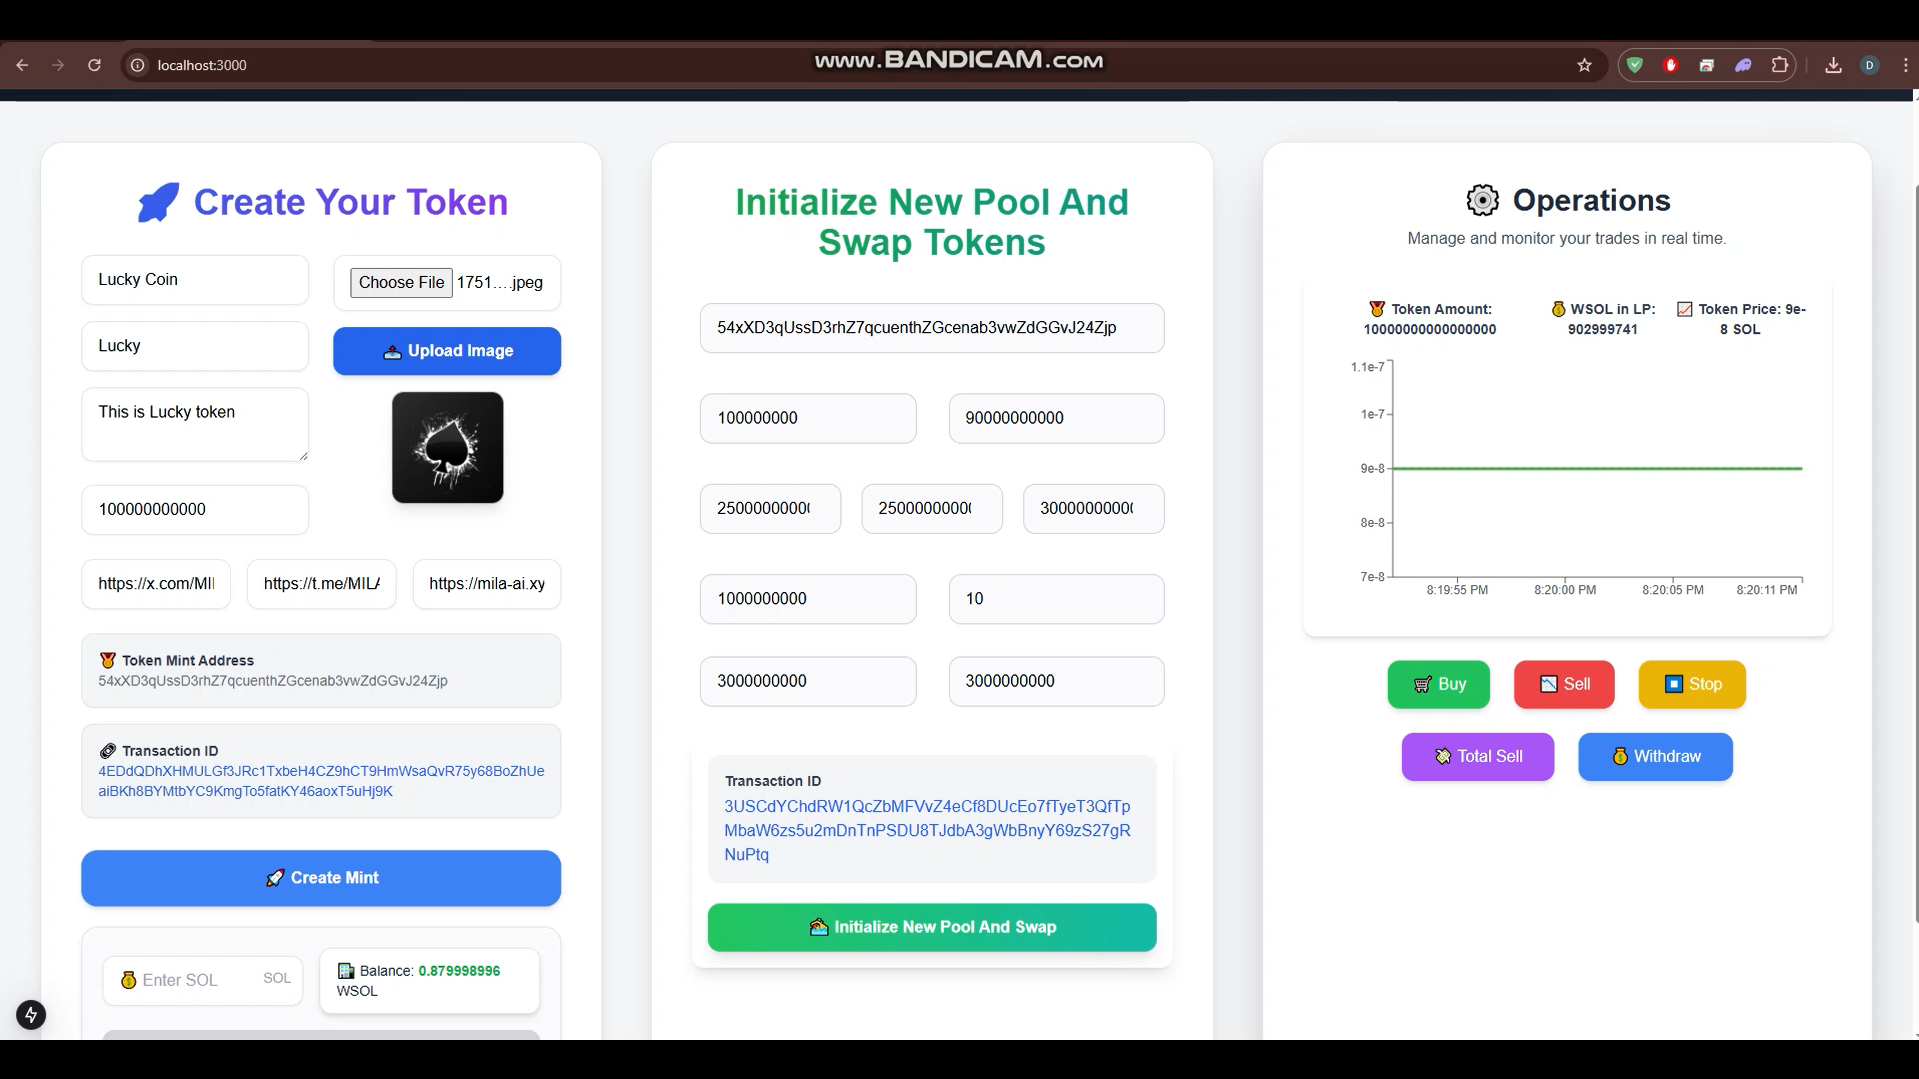 www.BANDICAM.com
localhost:3000
D
Create Your Token
Lucky Coin
Choose File 1751....jpeg
Lucky
Upload Image
This is Lucky token
100000000000
https://x.com/MII
https://t.me/MILA
https://mila-ai.xy
Token Mint Address
54xXD3qUssD3rhZ7qcuenthZGcenab3vwZdGGvJ24Zjp
Transaction ID
4EDdQDhXHMULGf3JRc1TxbeH4CZ9hCT9HmWsaQvR75y68BoZhUe
aiBKh8BYMtbYC9KmgTo5fatKY46aoxT5uHj9K
Create Mint
Enter SOL SOL
Balance: 0.879998996
WSOL
Initialize New Pool And
Swap Tokens
54xXD3qUssD3rhZ7qcuenthZGcenab3vwZdGGvJ24Zjp
100000000
90000000000
2500000000(
2500000000(
3000000000(
1000000000
10
3000000000
3000000000
Transaction ID
3USCdYChdRW1QcZbMFVvZ4eCf8DUcEo7fTyeT3QfTp
MbaW6zs5u2mDnTnPSDU8TJdbA3gWbBnyY69zS27gR
NuPtq
Initialize New Pool And Swap
Operations
Manage and monitor your trades in real time.
Token Amount:
10000000000000000
WSOL in LP:
902999741
Token Price: 9e-
8 SOL
1.1e-7
1e-7
9e-8
8e-8
7e-8
8:19:55 PM
8:20:00 PM
8:20:05 PM
8:20:11 PM
Buy
Sell
Stop
Total Sell
Withdraw